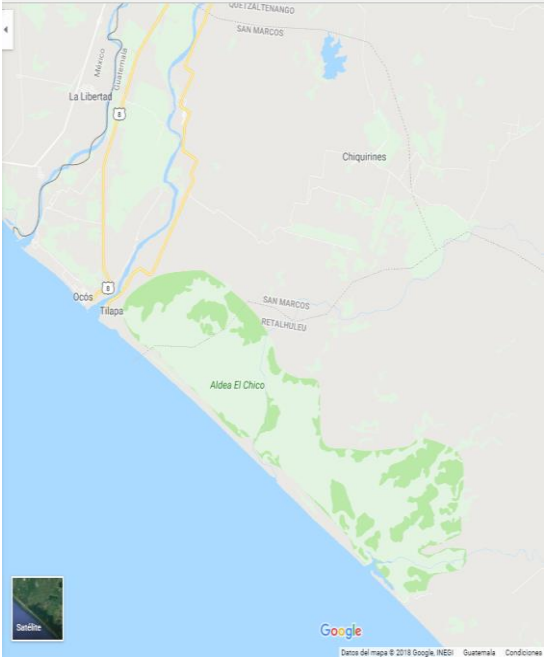 QUETZALTENANGO
SAN MARCOS
México
Guatemala
La Libertad
8
Chiquirines
8
Ocós
Tilapa
SAN MARCOS
RETALHULEU
Aldea El Chico
Satélite
Google
Datos del mapa © 2018 Google, INEGI Guatemala Condiciones